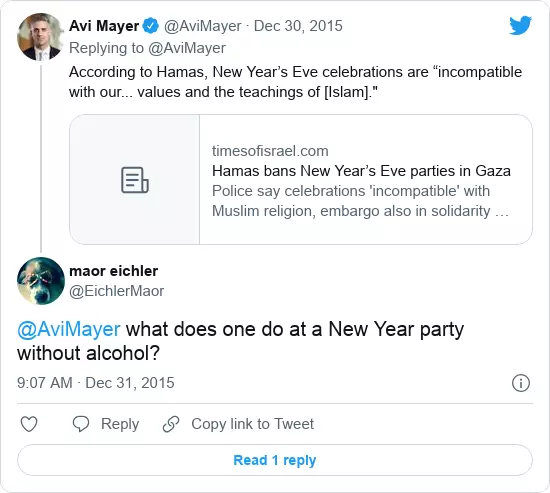 Avi Mayer @AviMayer · Dec 30, 2015
Replying to @AviMayer
According to Hamas, New Year’s Eve celebrations are “incompatible
with our... values and the teachings of [Islam]."
timesofisrael.com
Hamas bans New Year’s Eve parties in Gaza
Police say celebrations 'incompatible' with
Muslim religion, embargo also in solidarity …
maor eichler
@EichlerMaor
@AviMayer what does one do at a New Year party
without alcohol?
9:07 AM · Dec 31, 2015
Reply
Copy link to Tweet
Read 1 reply